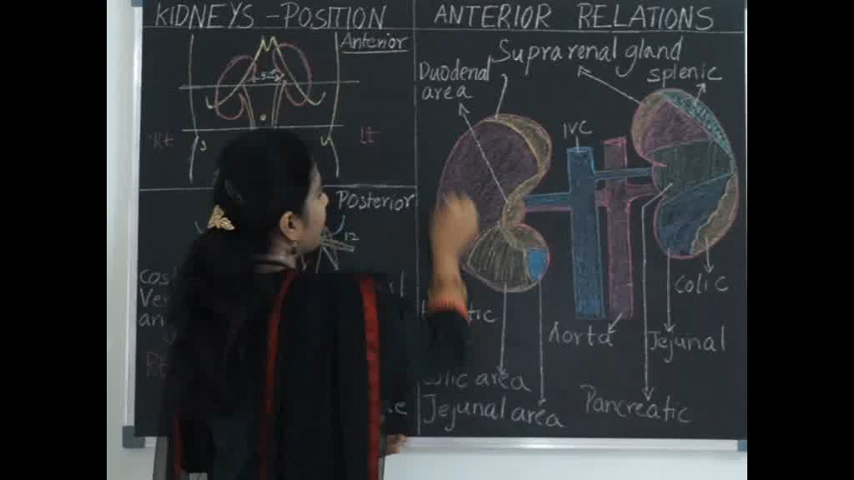 KIDNEYS - POSITION
Anterior
Rt
Lt
Posterior
12
ANTERIOR RELATIONS
Suprarenal gland
Duodenal
area
splenic
IVC
Colic
Aorta
Jejunal
area
Jejunal area
Pancreatic